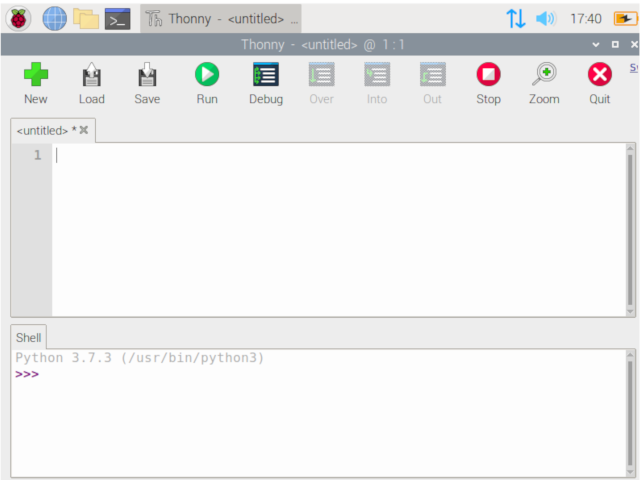 Thonny - <untitled> ... 17:40
Thonny - <untitled> @ 1 : 1
New Load Save Run Debug Over Into Out Stop Zoom Quit
<untitled> *
1
Shell
Python 3.7.3 (/usr/bin/python3)
>>>